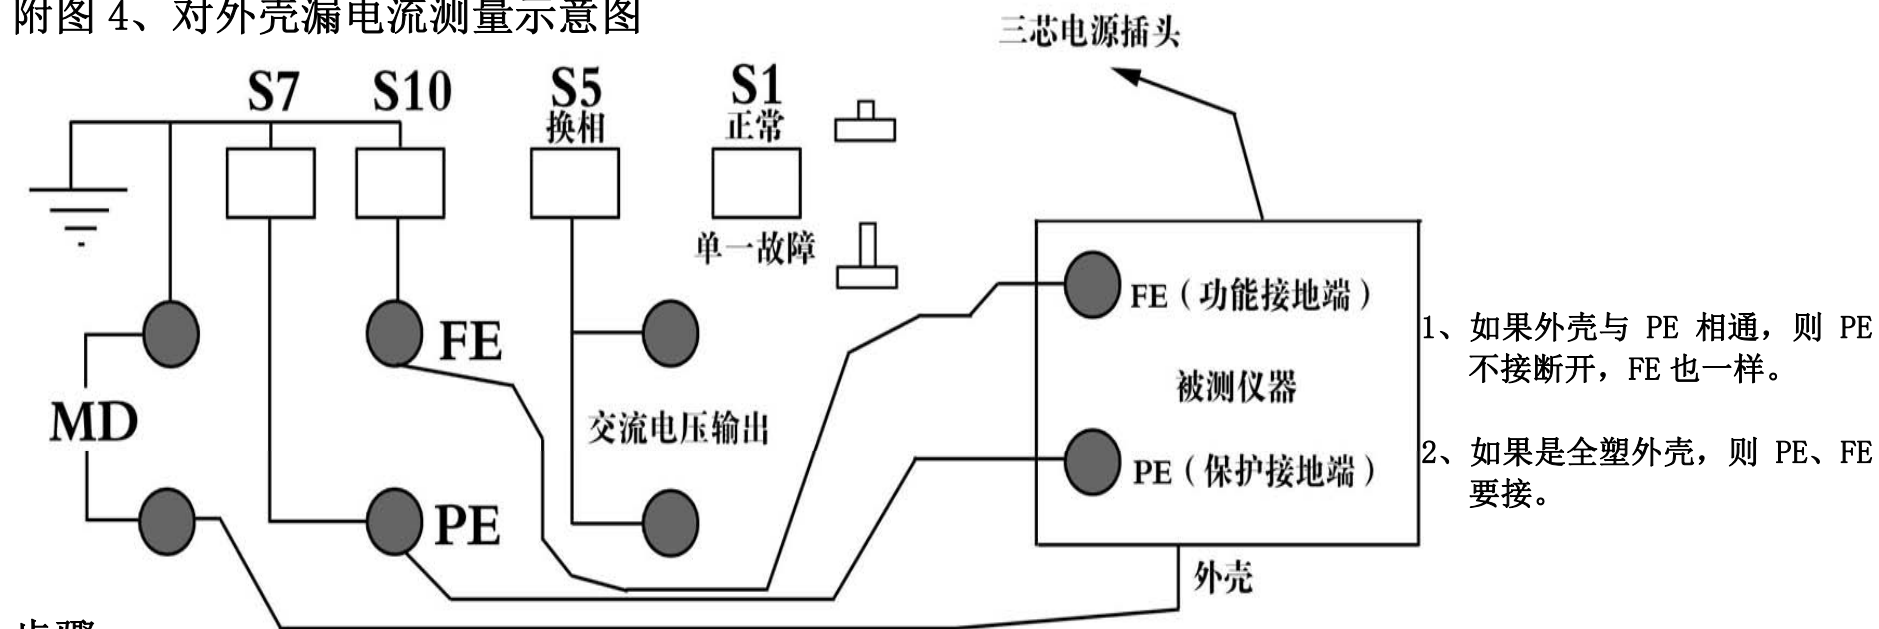 附图 4、对外壳漏电流测量示意图
三芯电源插头
S7
S10
S5
换相
S1
正常
单一故障
FE（功能接地端）
1、如果外壳与 PE 相通，则 PE
不接断开，FE 也一样。
FE
被测仪器
MD
交流电压输出
2、如果是全塑外壳，则 PE、FE
要接。
PE（保护接地端）
PE
外壳
步骤